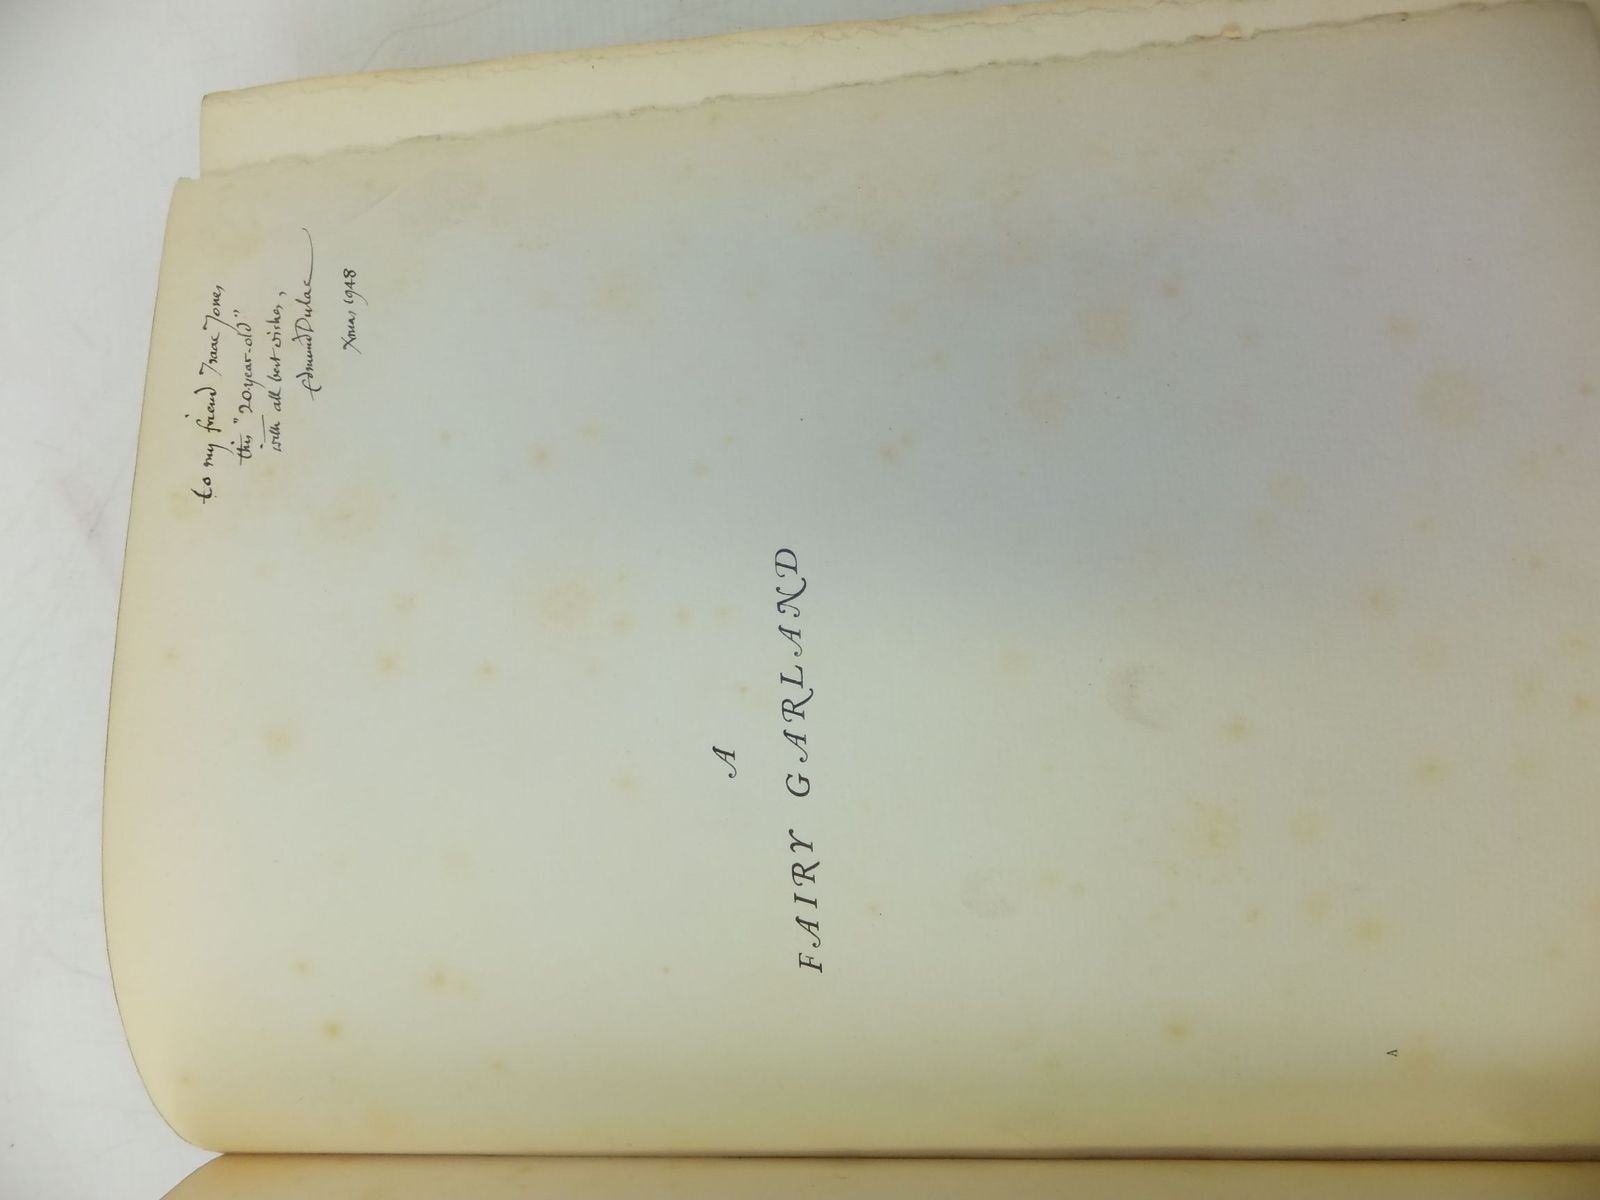 to my friend Isaac Jones,
this "20-year-old"
with all best wishes,
Edmund Dulac
Xmas 1948
A
FAIRY GARLAND
A